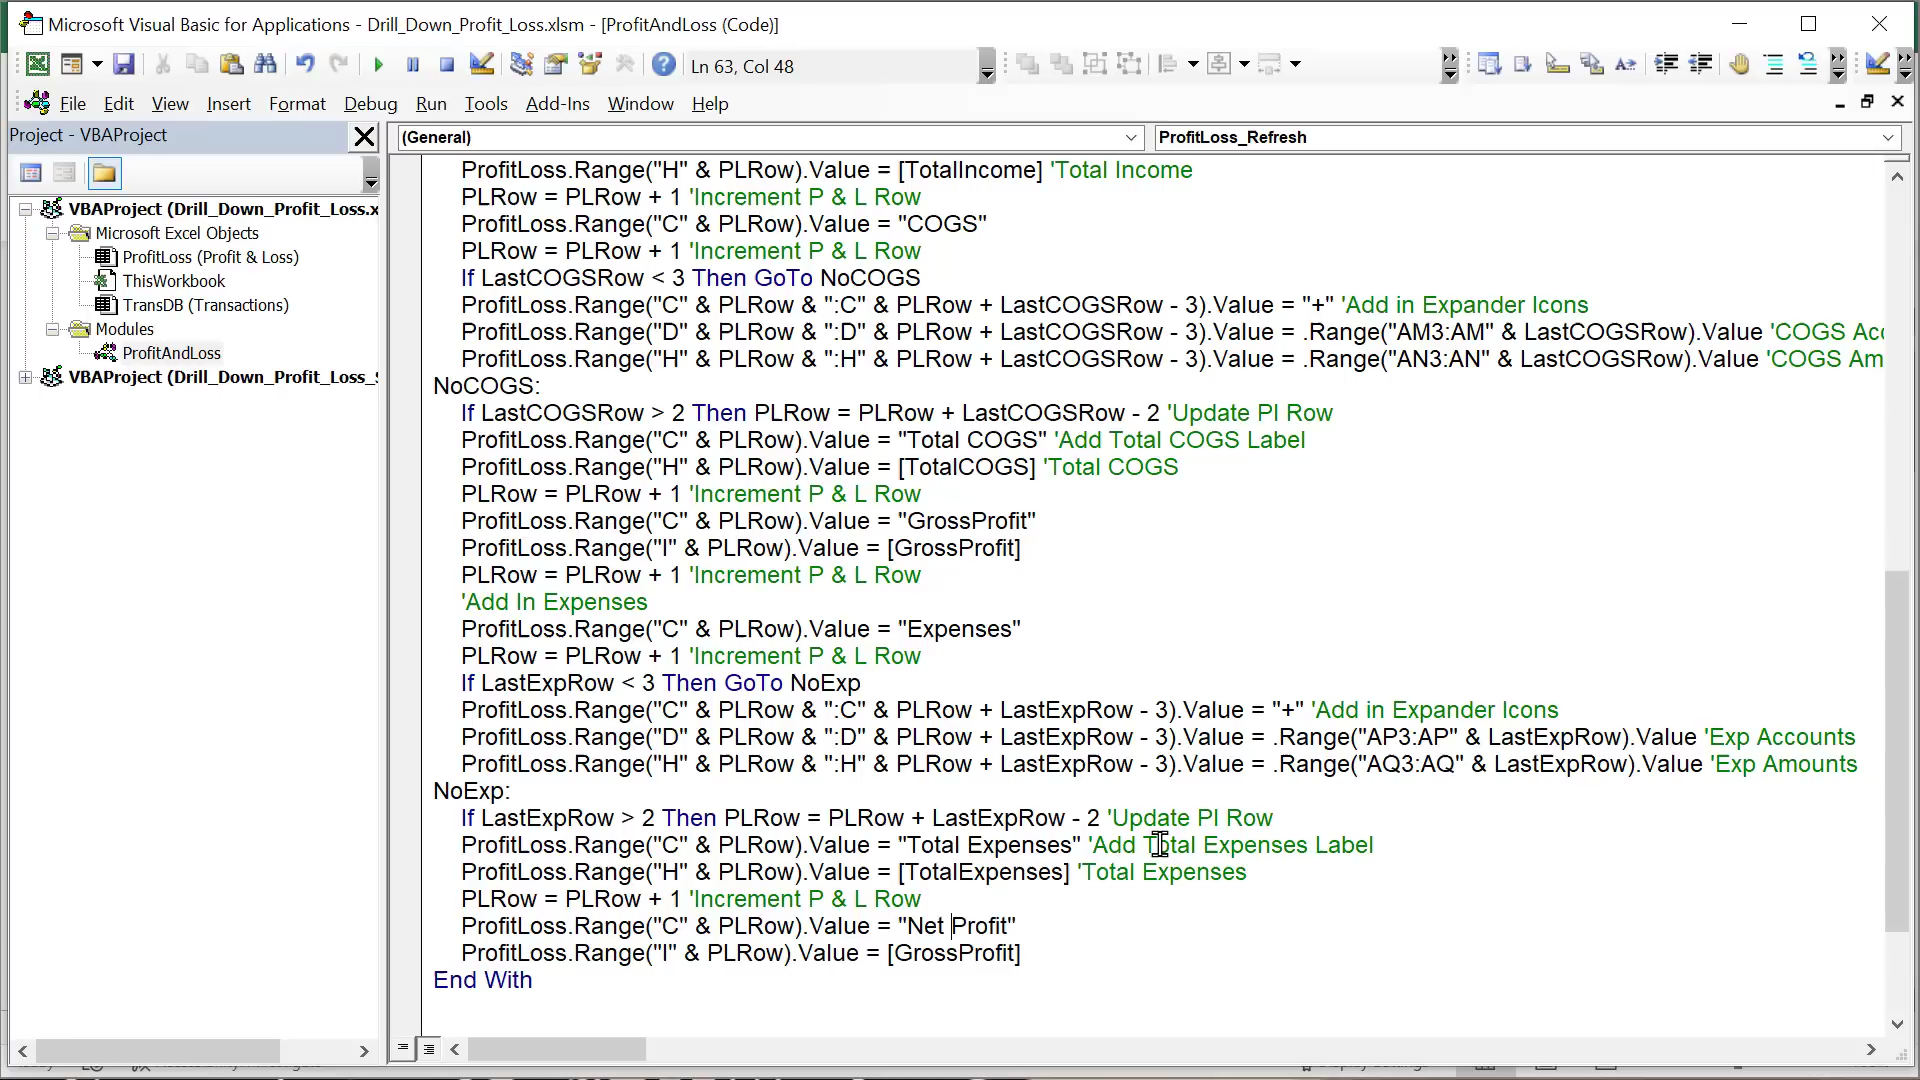 Microsoft Visual Basic for Applications - Drill_Down_Profit_Loss.xlsm - [ProfitAndLoss (Code)]
Ln 63, Col 48
File Edit View Insert Format Debug Run Tools Add-Ins Window Help
Project - VBAProject
(General)
ProfitLoss_Refresh
VBAProject (Drill_Down_Profit_Loss.x
Microsoft Excel Objects
ProfitLoss (Profit & Loss)
ThisWorkbook
TransDB (Transactions)
Modules
ProfitAndLoss
VBAProject (Drill_Down_Profit_Loss_S
ProfitLoss.Range("H" & PLRow).Value = [TotalIncome] 'Total Income
PLRow = PLRow + 1 'Increment P & L Row
ProfitLoss.Range("C" & PLRow).Value = "COGS"
PLRow = PLRow + 1 'Increment P & L Row
If LastCOGSRow < 3 Then GoTo NoCOGS
ProfitLoss.Range("C" & PLRow & ":C" & PLRow + LastCOGSRow - 3).Value = "+" 'Add in Expander Icons
ProfitLoss.Range("D" & PLRow & ":D" & PLRow + LastCOGSRow - 3).Value = .Range("AM3:AM" & LastCOGSRow).Value 'COGS Acc
ProfitLoss.Range("H" & PLRow & ":H" & PLRow + LastCOGSRow - 3).Value = .Range("AN3:AN" & LastCOGSRow).Value 'COGS Am
NoCOGS:
If LastCOGSRow > 2 Then PLRow = PLRow + LastCOGSRow - 2 'Update Pl Row
ProfitLoss.Range("C" & PLRow).Value = "Total COGS" 'Add Total COGS Label
ProfitLoss.Range("H" & PLRow).Value = [TotalCOGS] 'Total COGS
PLRow = PLRow + 1 'Increment P & L Row
ProfitLoss.Range("C" & PLRow).Value = "GrossProfit"
ProfitLoss.Range("I" & PLRow).Value = [GrossProfit]
PLRow = PLRow + 1 'Increment P & L Row
'Add In Expenses
ProfitLoss.Range("C" & PLRow).Value = "Expenses"
PLRow = PLRow + 1 'Increment P & L Row
If LastExpRow < 3 Then GoTo NoExp
ProfitLoss.Range("C" & PLRow & ":C" & PLRow + LastExpRow - 3).Value = "+" 'Add in Expander Icons
ProfitLoss.Range("D" & PLRow & ":D" & PLRow + LastExpRow - 3).Value = .Range("AP3:AP" & LastExpRow).Value 'Exp Accounts
ProfitLoss.Range("H" & PLRow & ":H" & PLRow + LastExpRow - 3).Value = .Range("AQ3:AQ" & LastExpRow).Value 'Exp Amounts
NoExp:
If LastExpRow > 2 Then PLRow = PLRow + LastExpRow - 2 'Update Pl Row
ProfitLoss.Range("C" & PLRow).Value = "Total Expenses" 'Add Total Expenses Label
ProfitLoss.Range("H" & PLRow).Value = [TotalExpenses] 'Total Expenses
PLRow = PLRow + 1 'Increment P & L Row
ProfitLoss.Range("C" & PLRow).Value = "Net Profit"
ProfitLoss.Range("I" & PLRow).Value = [GrossProfit]
End With